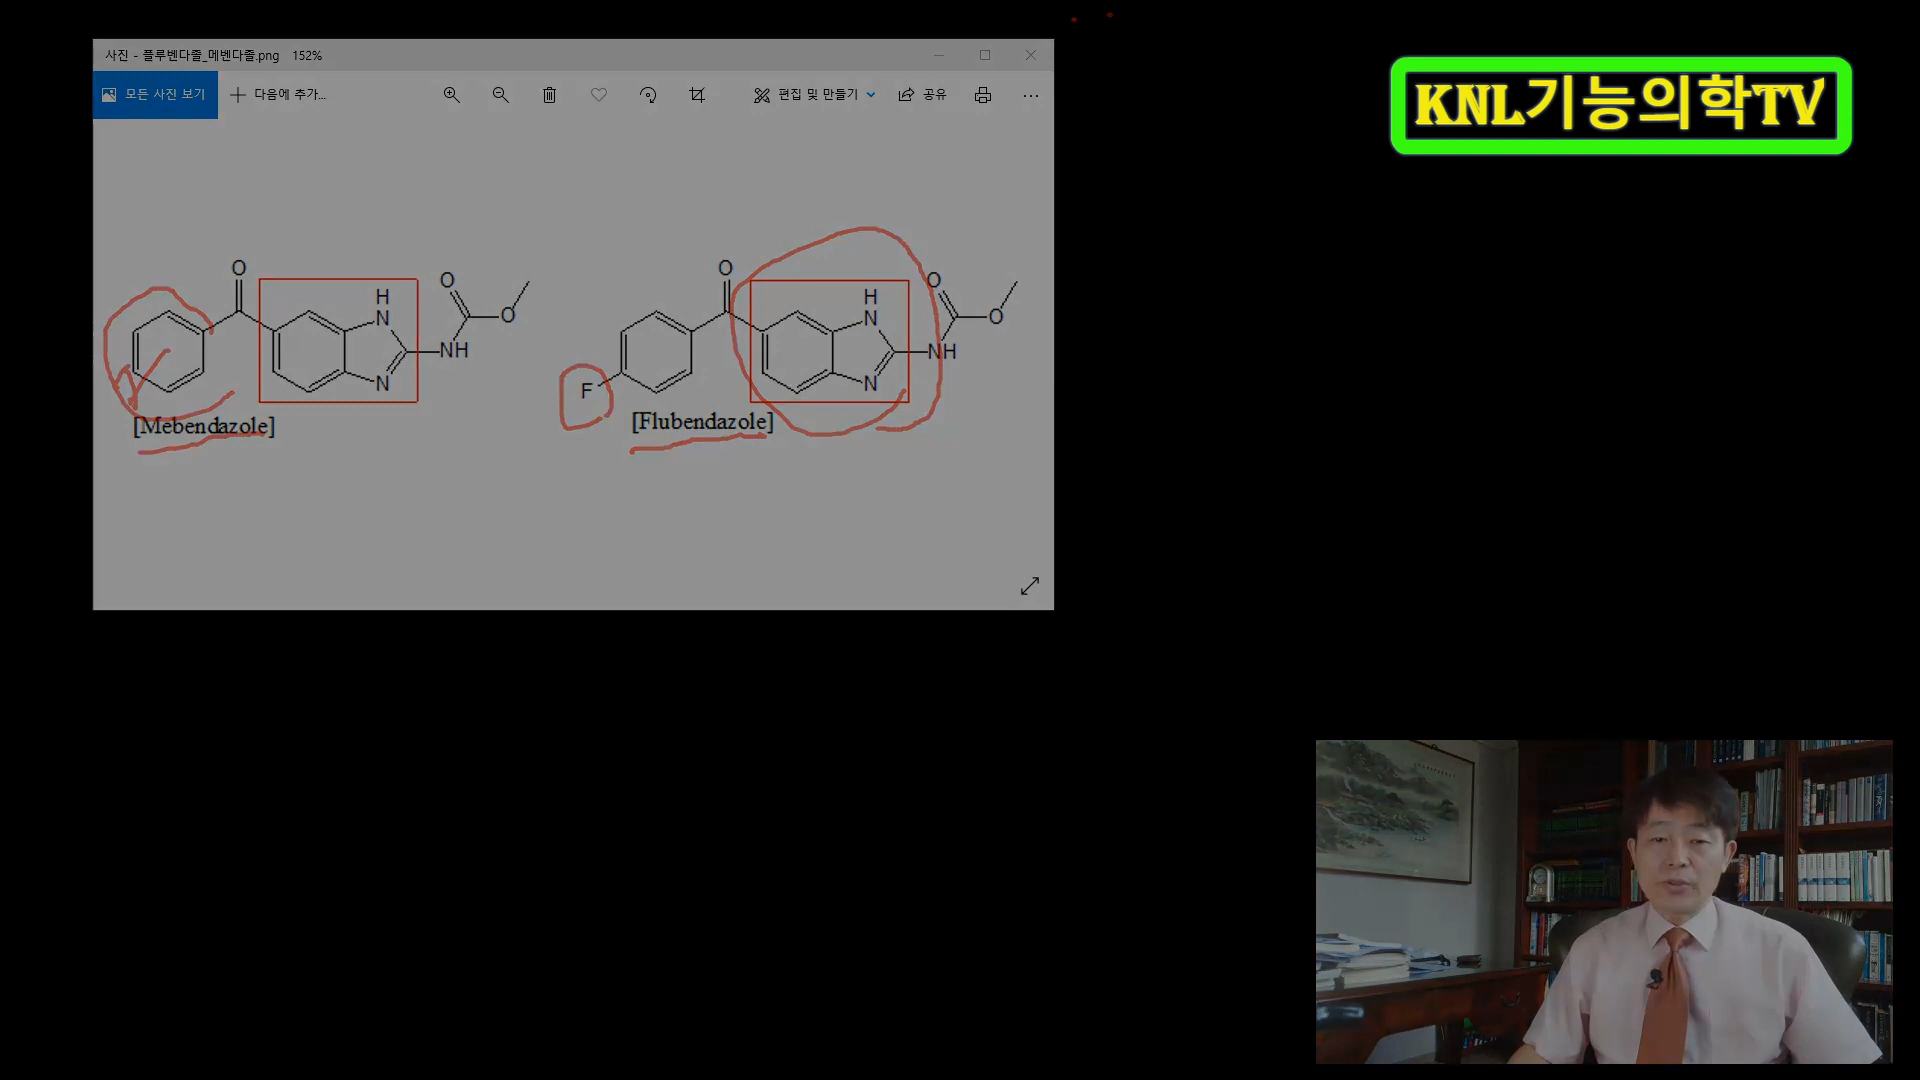 사진 - 플루벤다졸_메벤다졸.png 152%
모든 사진 보기 다음에 추가... 편집 및 만들기 공유
KNL기능의학TV
O H N N NH O O
[Mebendazole]
O F H N N NH O O
[Flubendazole]